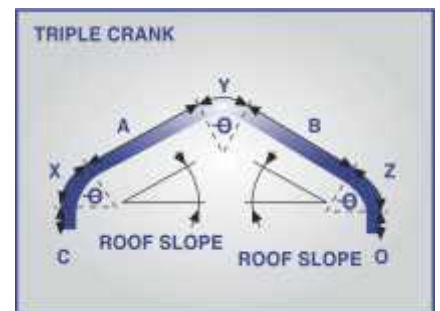 TRIPLE CRANK
Y
A
B
X
Z
Θ
Θ
Θ
C
ROOF SLOPE
ROOF SLOPE
O